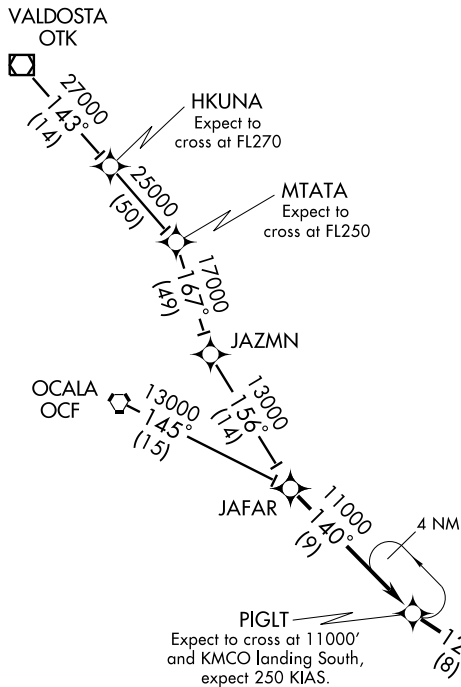 VALDOSTA
OTK
27000
143°
(14)
HKUNA
Expect to
cross at FL270
25000
(50)
MTATA
Expect to
cross at FL250
17000
167°
(49)
JAZMN
OCALA
OCF
13000
145°
(15)
13000
156°
(14)
JAFAR
11000
140°
(9)
4 NM
PIGLT
Expect to cross at 11000'
and KMCO landing South,
expect 250 KIAS.
(8)